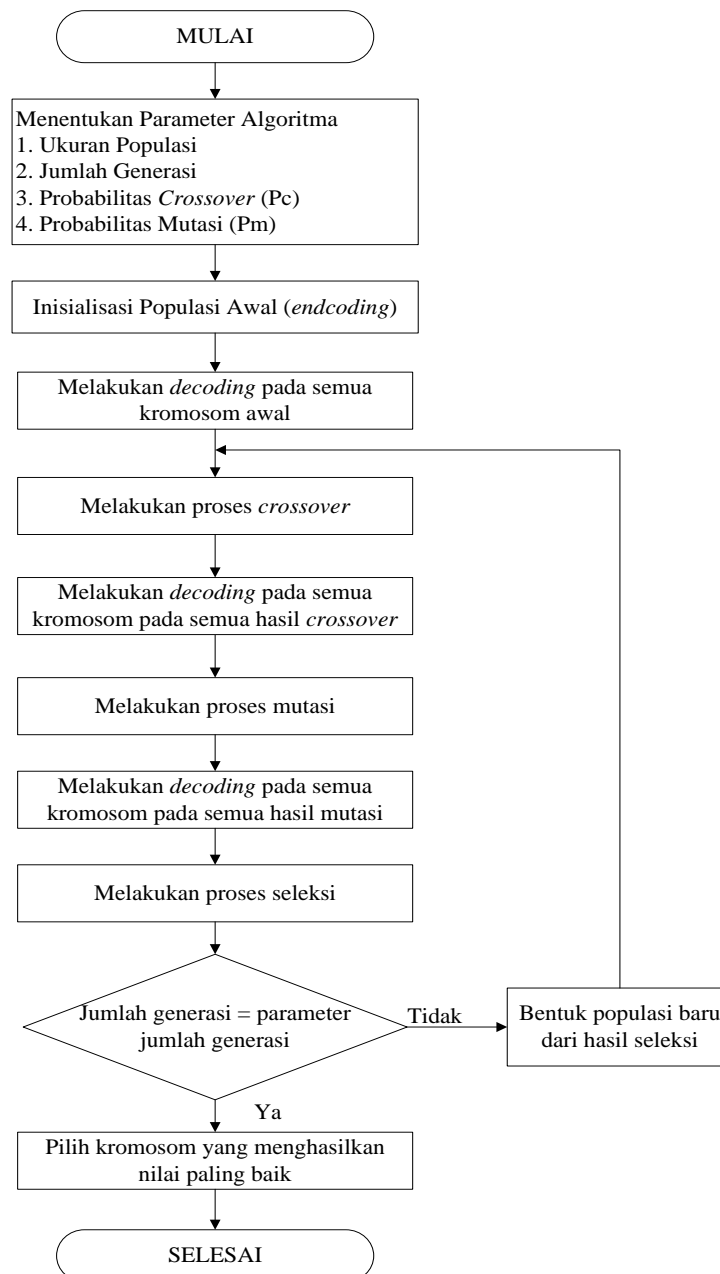 MULAI
Menentukan Parameter Algoritma
1. Ukuran Populasi
2. Jumlah Generasi
3. Probabilitas Crossover (Pc)
4. Probabilitas Mutasi (Pm)
Inisialisasi Populasi Awal (endcoding)
Melakukan decoding pada semua
kromosom awal
Melakukan proses crossover
Melakukan decoding pada semua
kromosom pada semua hasil crossover
Melakukan proses mutasi
Melakukan decoding pada semua
kromosom pada semua hasil mutasi
Melakukan proses seleksi
Jumlah generasi = parameter
jumlah generasi
Tidak
Bentuk populasi baru
dari hasil seleksi
Ya
Pilih kromosom yang menghasilkan
nilai paling baik
SELESAI